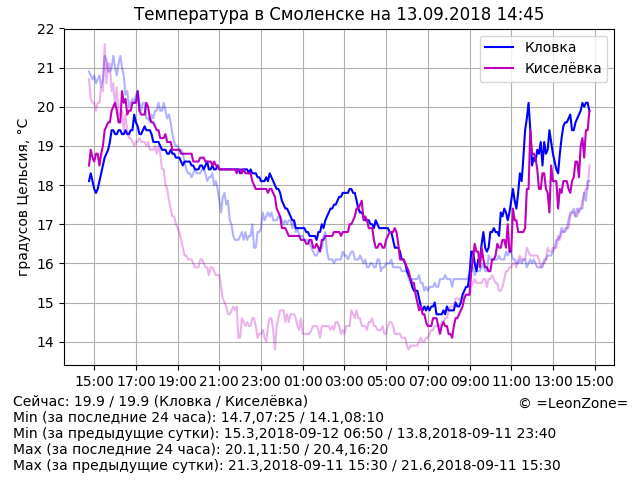 Температура в Смоленске на 13.09.2018 14:45
градусов Цельсия, °C
22
21
20
19
18
17
16
15
14
Кловка
Киселёвка
15:00 17:00 19:00 21:00 23:00 01:00 03:00 05:00 07:00 09:00 11:00 13:00 15:00
Сейчас: 19.9 / 19.9 (Кловка / Киселёвка)
© =LeonZone=
Min (за последние 24 часа): 14.7,07:25 / 14.1,08:10
Min (за предыдущие сутки): 15.3,2018-09-12 06:50 / 13.8,2018-09-11 23:40
Max (за последние 24 часа): 20.1,11:50 / 20.4,16:20
Max (за предыдущие сутки): 21.3,2018-09-11 15:30 / 21.6,2018-09-11 15:30